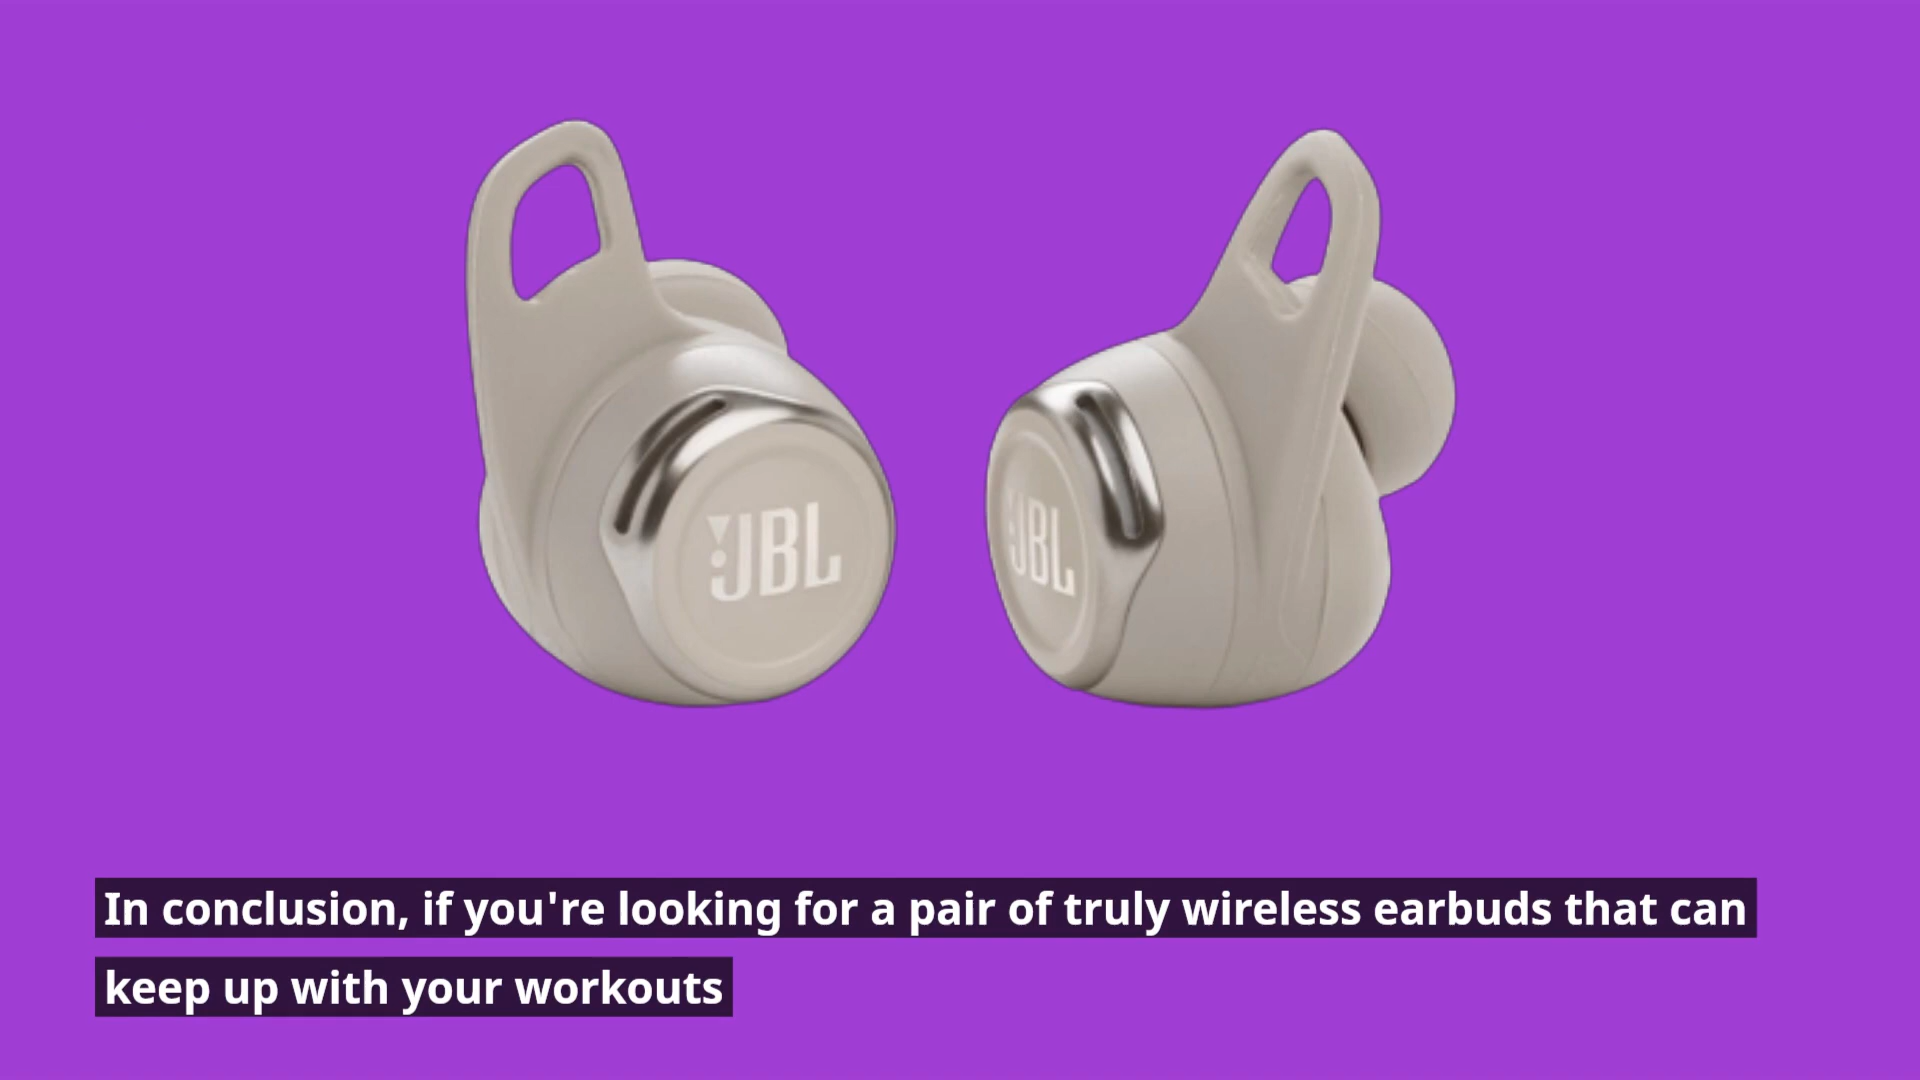 JBL
JBL
In conclusion, if you're looking for a pair of truly wireless earbuds that can
keep up with your workouts